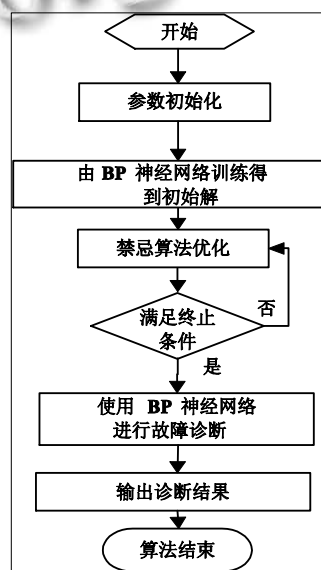 开始
参数初始化
由 BP 神经网络训练得
到初始解
禁忌算法优化
满足终止
条件
否
是
使用 BP 神经网络
进行故障诊断
输出诊断结果
算法结束